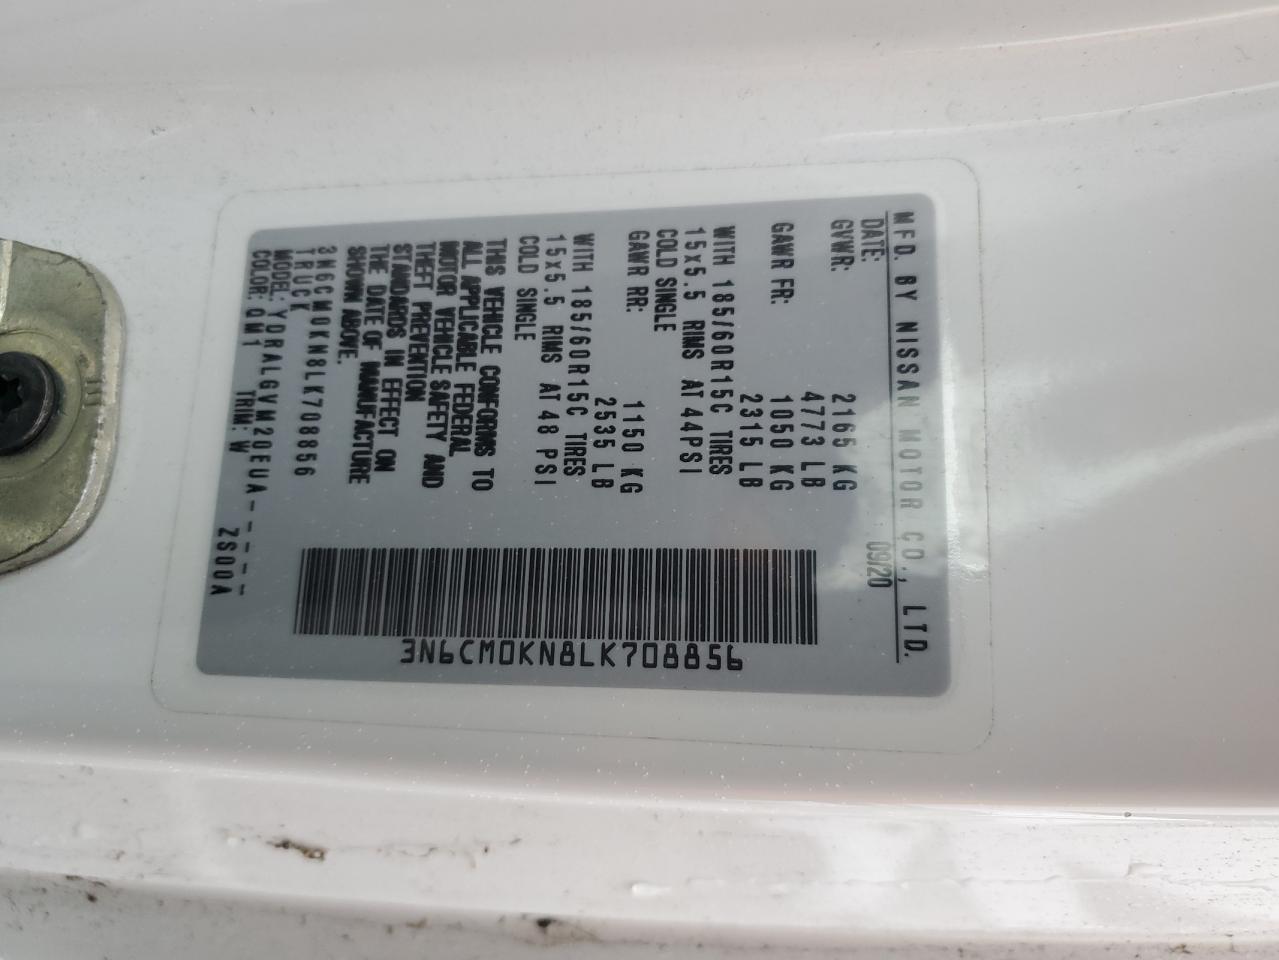 MFD. BY NISSAN MOTOR CO., LTD.
DATE: 09/20
GVWR: 2165 KG
4773 LB
GAWR FR: 1050 KG
2315 LB
WITH 185/60R15C TIRES
15x5.5 RIMS AT 44PSI
COLD SINGLE
GAWR RR: 1150 KG
2535 LB
WITH 185/60R15C TIRES
15x5.5 RIMS AT 48 PSI
COLD SINGLE
THIS VEHICLE CONFORMS TO
ALL APPLICABLE FEDERAL
MOTOR VEHICLE SAFETY AND
THEFT PREVENTION
STANDARDS IN EFFECT ON
THE DATE OF MANUFACTURE
SHOWN ABOVE.
3N6CM0KN8LK708856
TRUCK
MODEL: YDRALGVM20EUA-----
COLOR: QM1 TRIM: W ZS00A
3N6CM0KN8LK708856